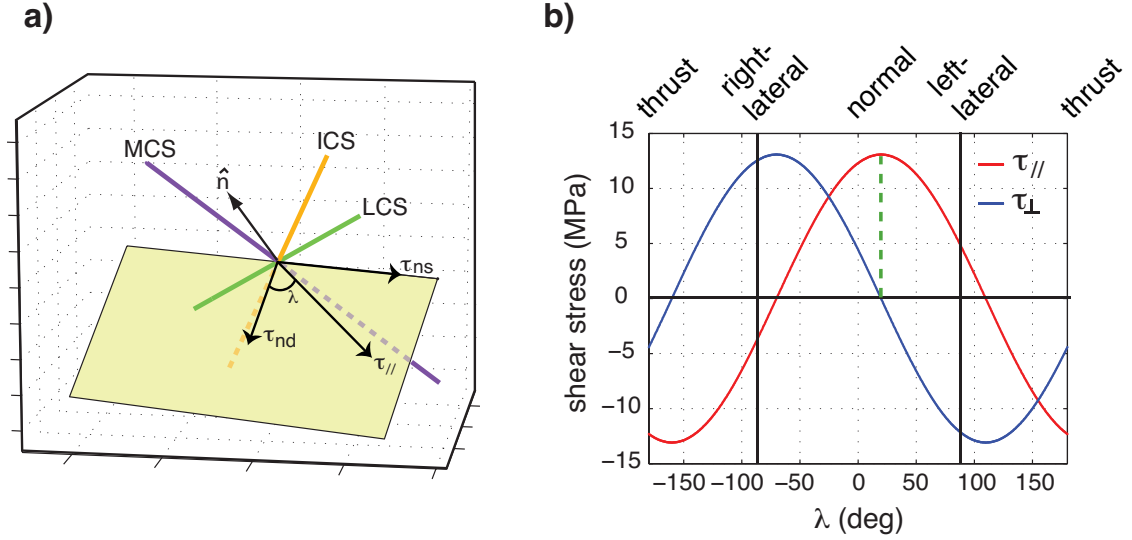 a)
MCS
ICS
n̂
LCS
τns
λ
τnd
τ//
b)
thrust
right-
lateral
normal
left-
lateral
thrust
15
10
5
0
−5
−10
−15
shear stress (MPa)
τ//
τ⊥
−150 −100 −50 0 50 100 150
λ (deg)